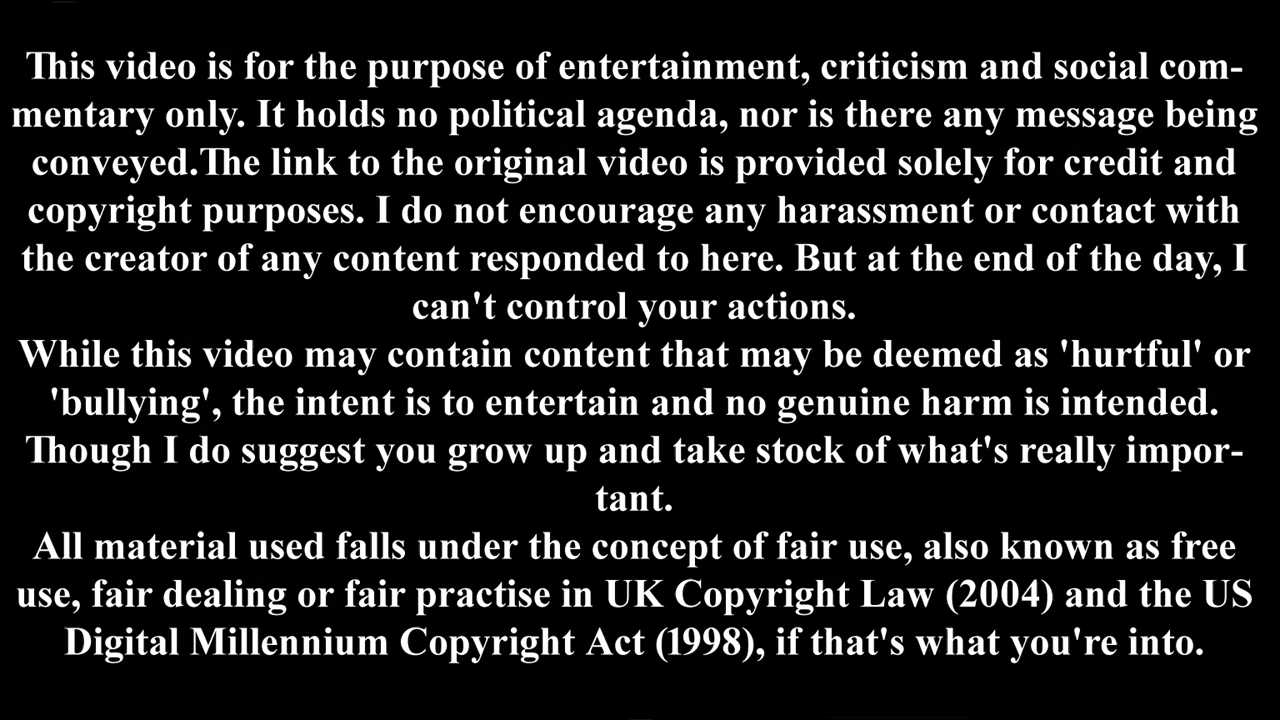 This video is for the purpose of entertainment, criticism and social com-
mentary only. It holds no political agenda, nor is there any message being
conveyed.The link to the original video is provided solely for credit and
copyright purposes. I do not encourage any harassment or contact with
the creator of any content responded to here. But at the end of the day, I
can't control your actions.
While this video may contain content that may be deemed as 'hurtful' or
'bullying', the intent is to entertain and no genuine harm is intended.
Though I do suggest you grow up and take stock of what's really impor-
tant.
All material used falls under the concept of fair use, also known as free
use, fair dealing or fair practise in UK Copyright Law (2004) and the US
Digital Millennium Copyright Act (1998), if that's what you're into.